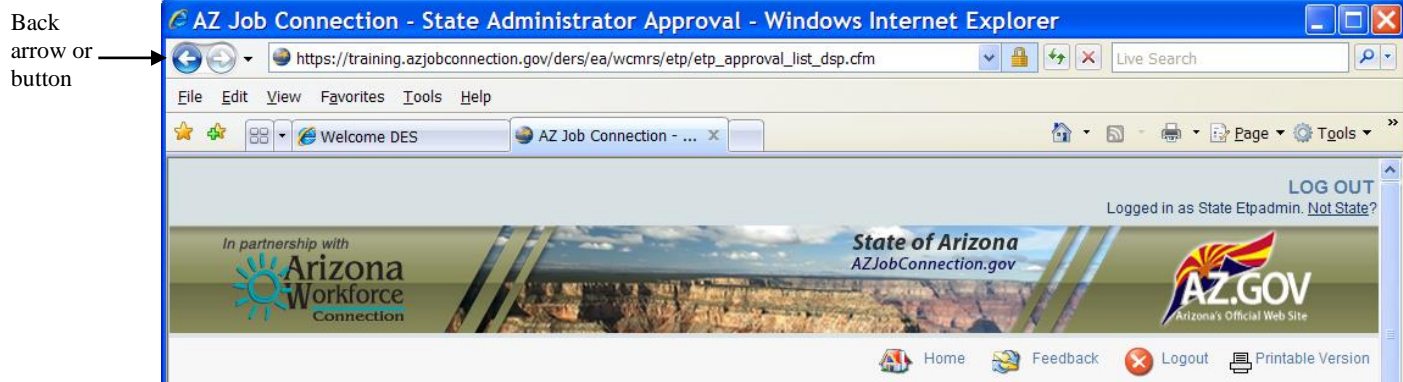 Back
arrow or
button
AZ Job Connection - State Administrator Approval - Windows Internet Explorer
https://training.azjobconnection.gov/ders/ea/wcmrs/etp/etp_approval_list_dsp.cfm
Live Search
File Edit View Favorites Tools Help
Welcome DES
AZ Job Connection - ... X
Page Tools »
LOG OUT
Logged in as State Etpadmin. Not State?
In partnership with
Arizona
Workforce
Connection
State of Arizona
AZJobConnection.gov
AZ.GOV
Arizona's Official Web Site
Home Feedback Logout Printable Version